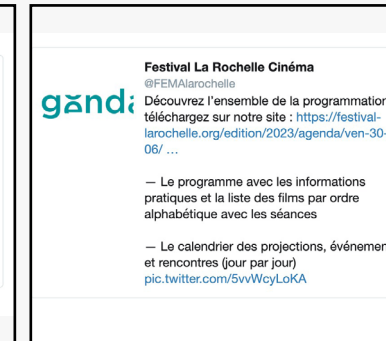 Festival La Rochelle Cinéma
@FEMAlarochelle
Découvrez l'ensemble de la programmation
téléchargez sur notre site : https://festival-
larochelle.org/edition/2023/agenda/ven-30-
06/ …
— Le programme avec les informations
pratiques et la liste des films par ordre
alphabétique avec les séances
— Le calendrier des projections, événemen
et rencontres (jour par jour)
pic.twitter.com/5vvWcyLoKA